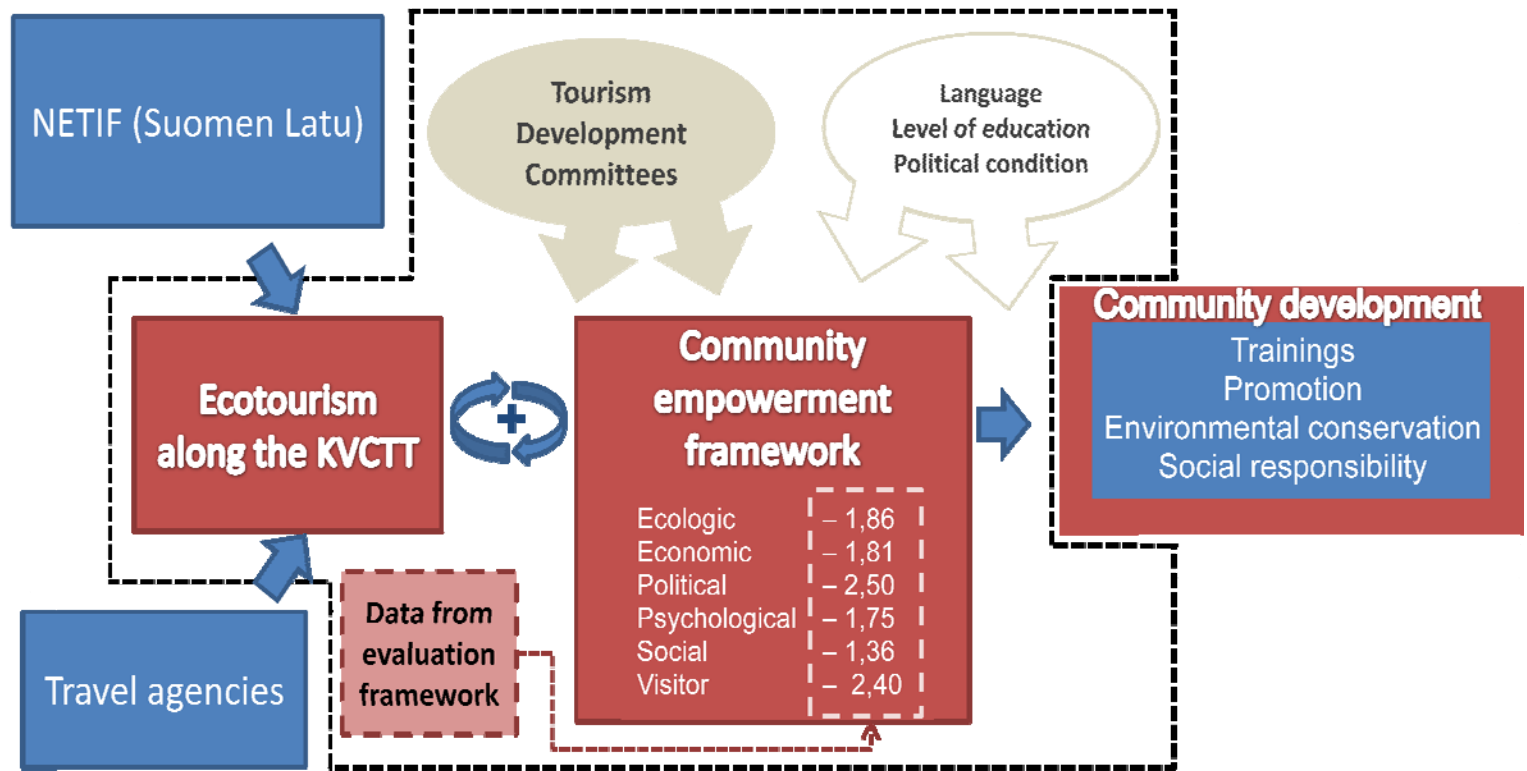 NETIF (Suomen Latu)
Tourism
Development
Committees
Language
Level of education
Political condition
Ecotourism
along the KVCTT
+
Community
empowerment
framework
Ecologic – 1,86
Economic – 1,81
Political – 2,50
Psychological – 1,75
Social – 1,36
Visitor – 2,40
Community development
Trainings
Promotion
Environmental conservation
Social responsibility
Data from
evaluation
framework
Travel agencies